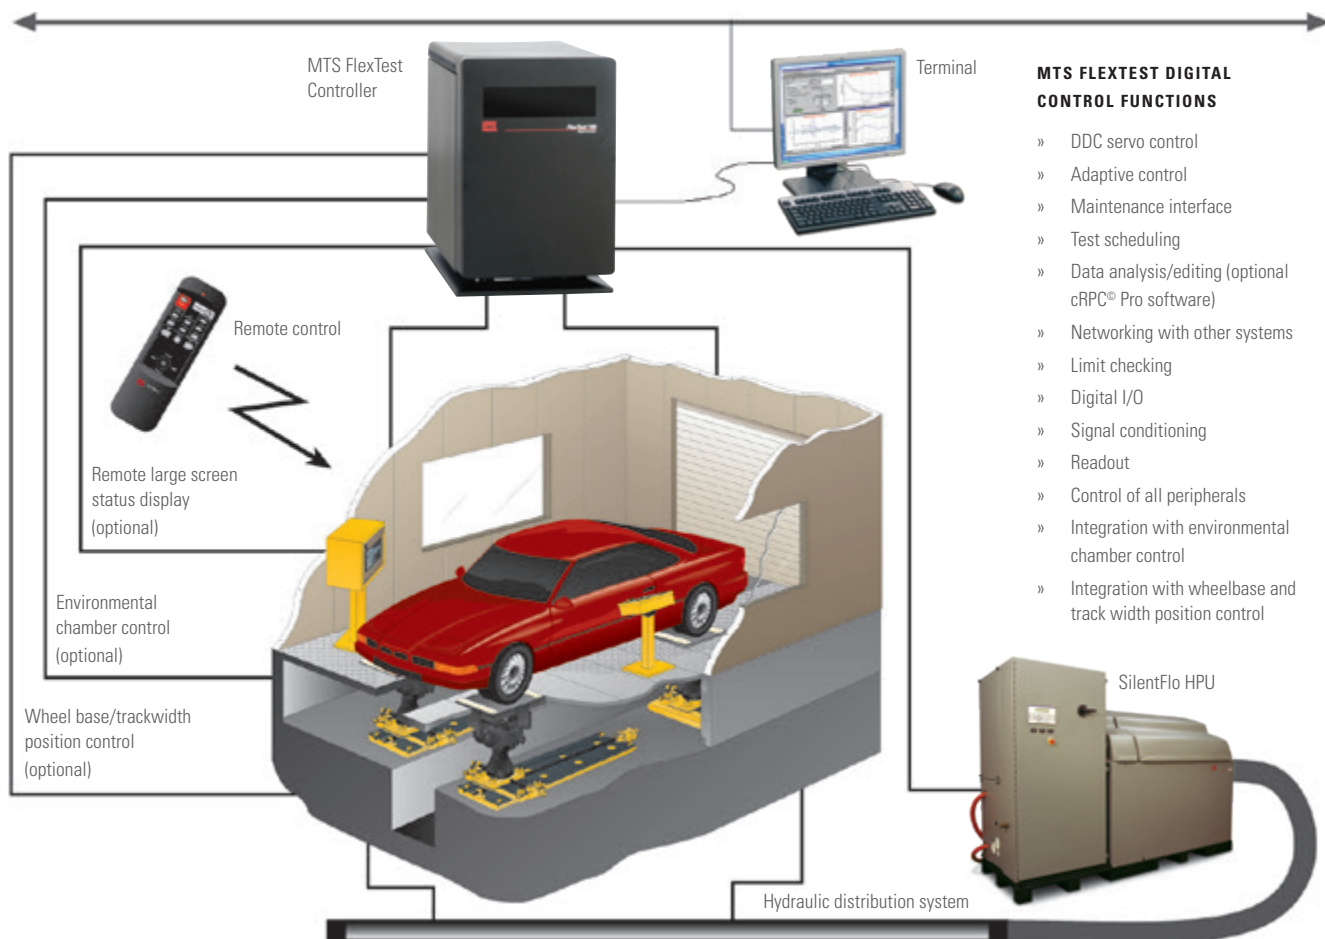 MTS FlexTest
Controller
Terminal
MTS FLEXTEST DIGITAL
CONTROL FUNCTIONS
» DDC servo control
» Adaptive control
» Maintenance interface
» Test scheduling
» Data analysis/editing (optional
cRPC© Pro software)
» Networking with other systems
» Limit checking
» Digital I/O
» Signal conditioning
» Readout
» Control of all peripherals
» Integration with environmental
chamber control
» Integration with wheelbase and
track width position control
Remote control
Remote large screen
status display
(optional)
Environmental
chamber control
(optional)
Wheel base/trackwidth
position control
(optional)
SilentFlo HPU
Hydraulic distribution system